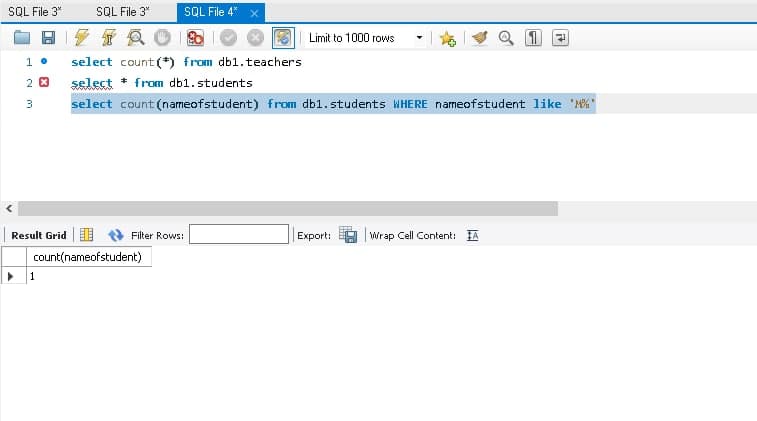 SQL File 3* SQL File 3* SQL File 4*
Limit to 1000 rows
1 select count(*) from db1.teachers
2 select * from db1.students
3 select count(nameofstudent) from db1.students WHERE nameofstudent like 'M%'
Result Grid Filter Rows: Export: Wrap Cell Content: IA
count(nameofstudent)
1